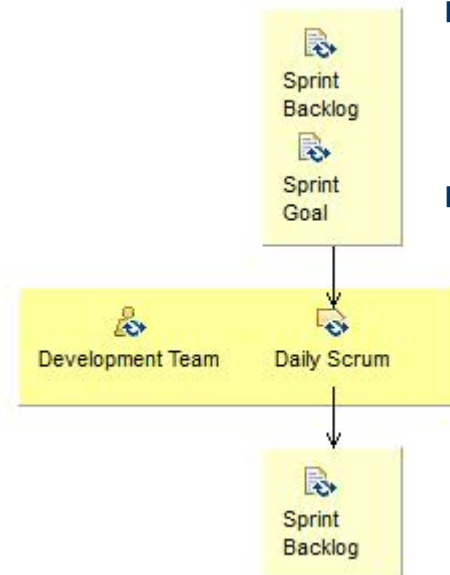 Sprint
Backlog
Sprint
Goal
Development Team
Daily Scrum
Sprint
Backlog